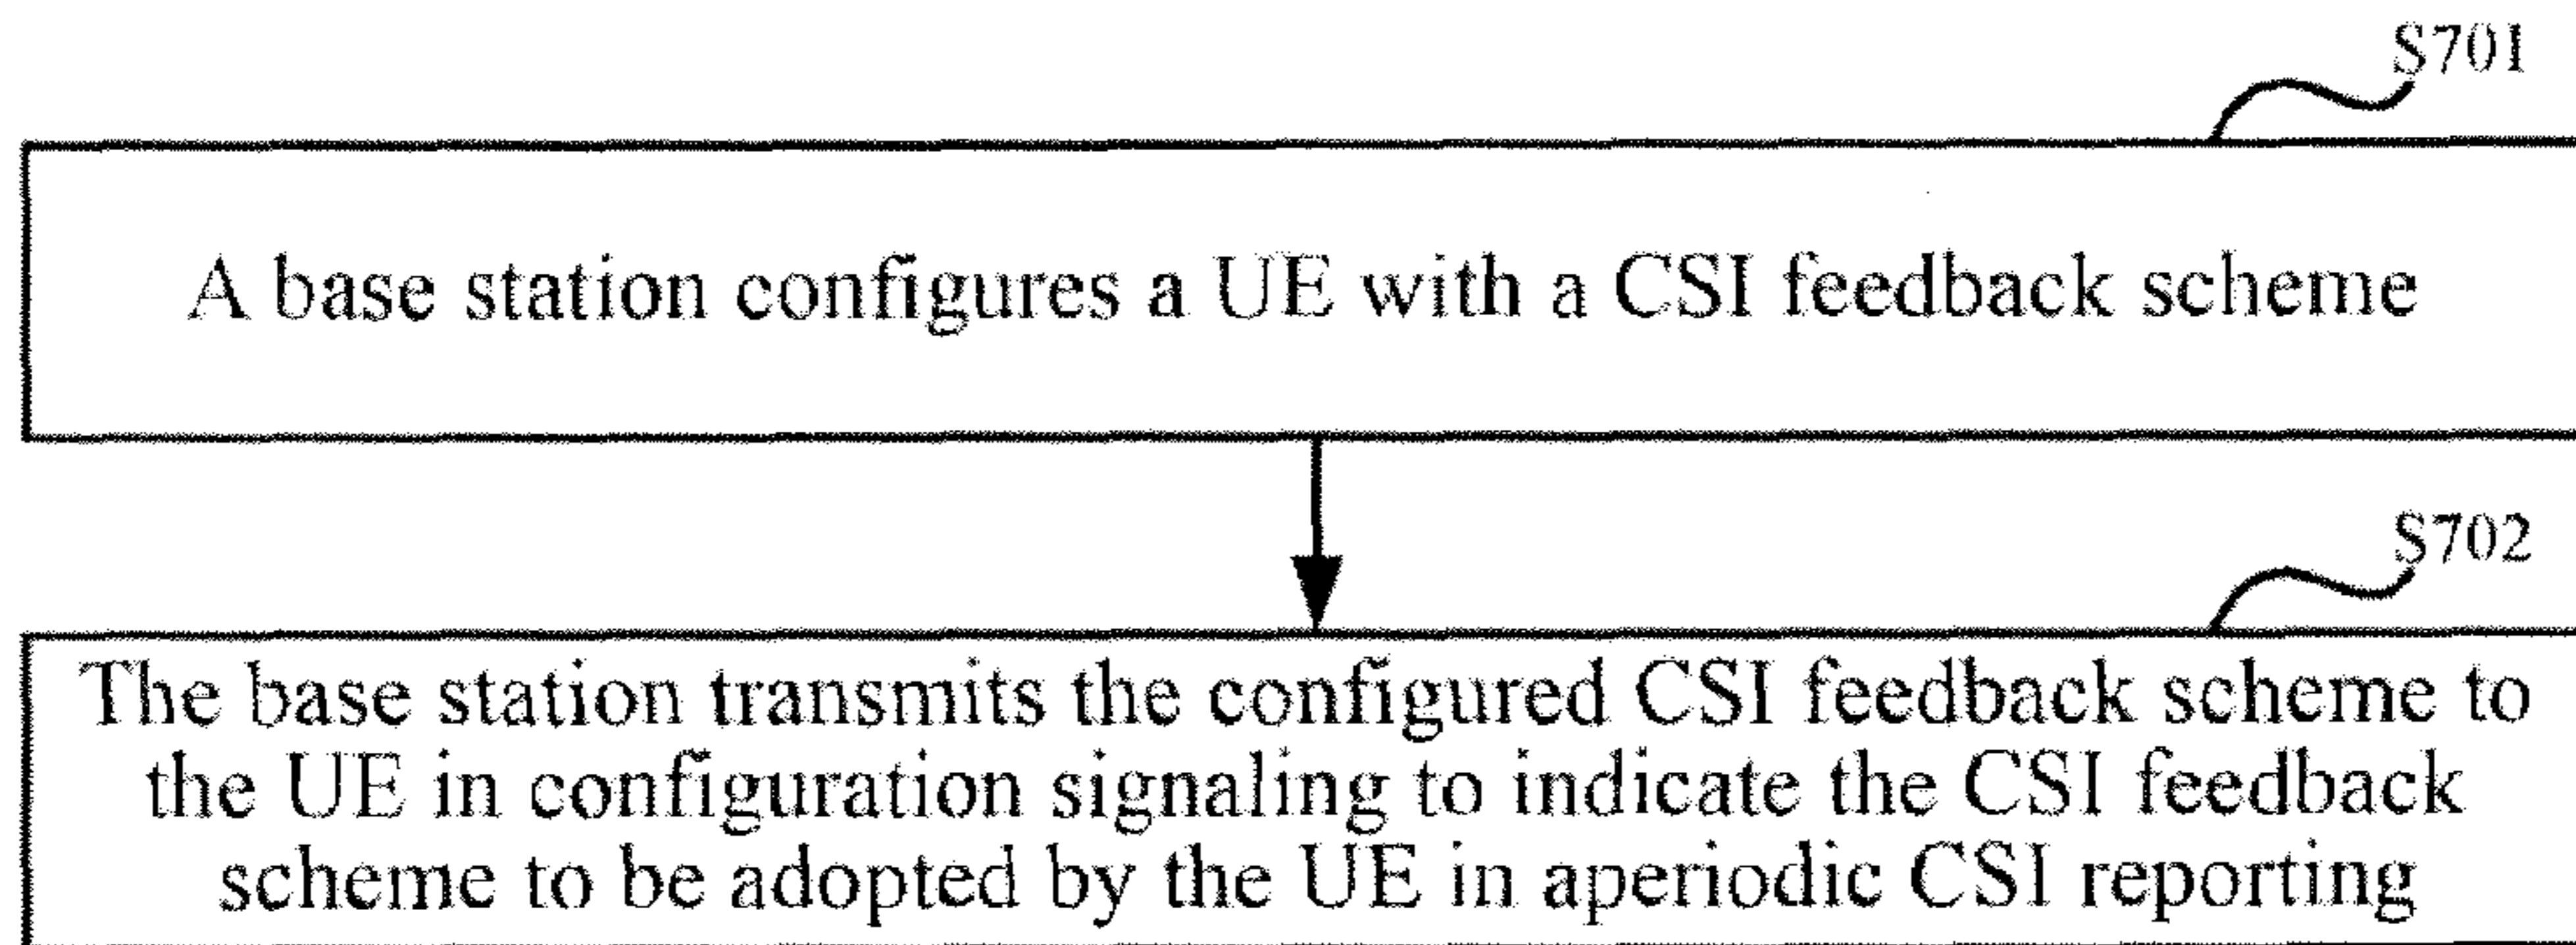 S701
A base station configures a UE with a CSI feedback scheme
S702
The base station transmits the configured CSI feedback scheme to
the UE in configuration signaling to indicate the CSI feedback
scheme to be adopted by the UE in aperiodic CSI reporting